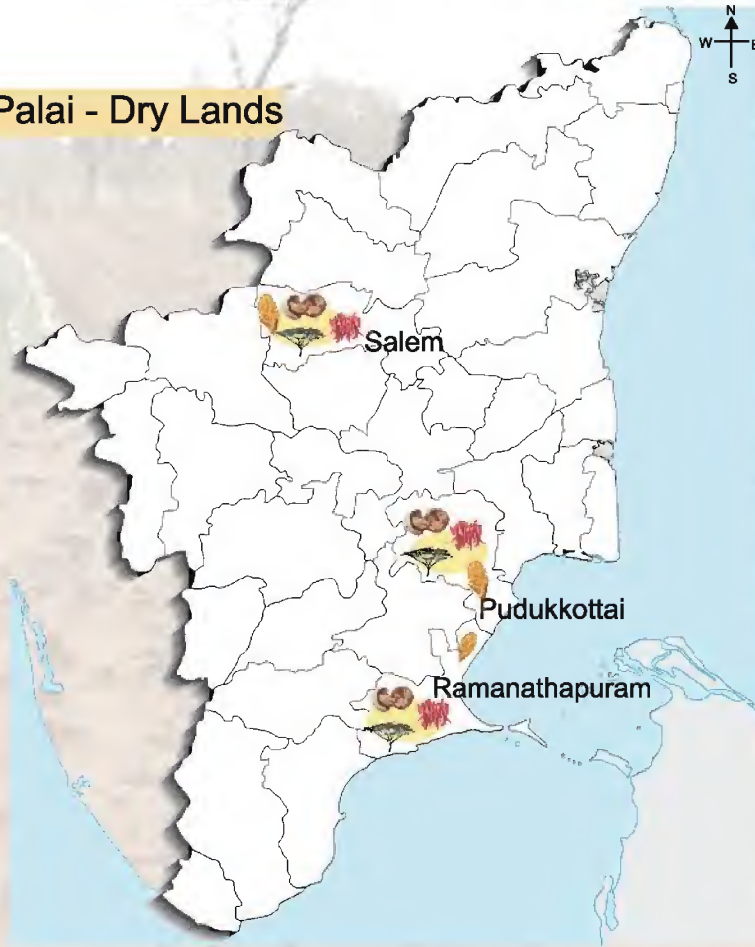 N
W E
S
Palai - Dry Lands
Salem
Pudukkottai
Ramanathapuram